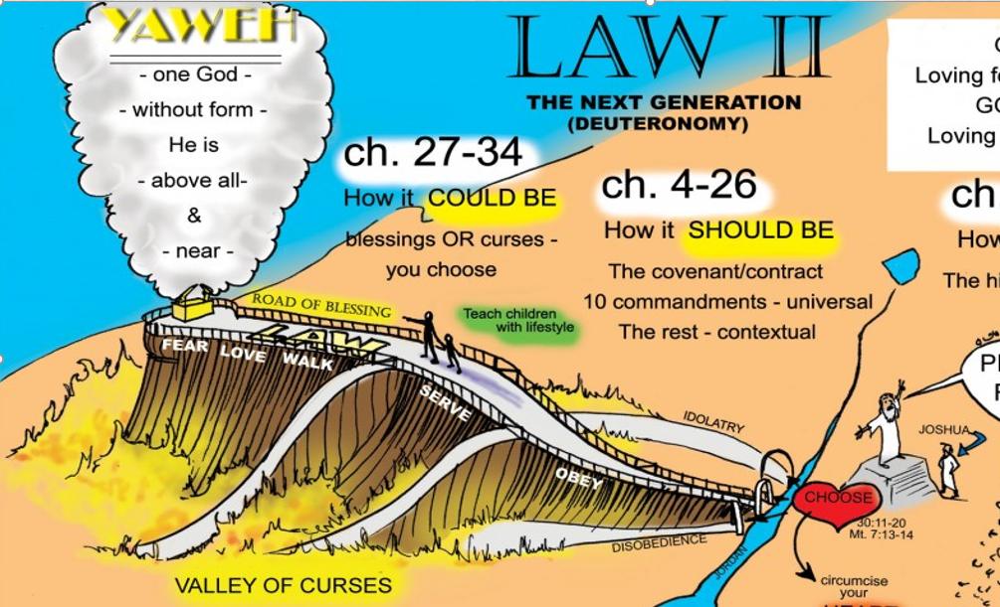 YAWEH
- one God -
- without form -
He is
- above all-
&
- near -
LAW II
THE NEXT GENERATION
(DEUTERONOMY)
ch. 27-34
How it COULD BE
blessings OR curses -
you choose
ch. 4-26
How it SHOULD BE
The covenant/contract
10 commandments - universal
The rest - contextual
Loving
Loving
ch
How
The
ROAD OF BLESSING
LAW
Teach children
with lifestyle
FEAR LOVE WALK
SERVE
OBEY
IDOLATRY
DISOBEDIENCE
JOSHUA
CHOOSE
30:11-20
Mt. 7:13-14
JORDAN
circumcise
your
HEART
VALLEY OF CURSES